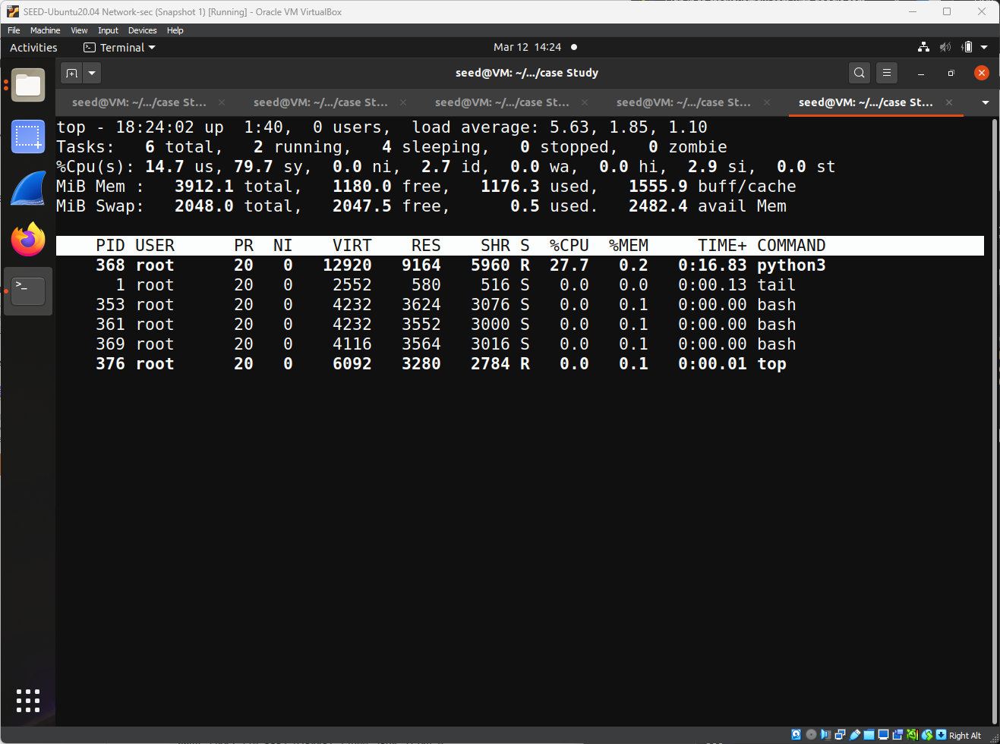 SEED-Ubuntu20.04 Network-sec (Snapshot 1) [Running] - Oracle VM VirtualBox
File Machine View Input Devices Help
Activities Terminal Mar 12 14:24
seed@VM: ~/.../case Study
seed@VM: ~/.../case St... seed@VM: ~/.../case St... seed@VM: ~/.../case St... seed@VM: ~/.../case St... seed@VM: ~/.../case St...
top - 18:24:02 up  1:40,  0 users,  load average: 5.63, 1.85, 1.10
Tasks:   6 total,   2 running,   4 sleeping,   0 stopped,   0 zombie
%Cpu(s): 14.7 us, 79.7 sy,  0.0 ni,  2.7 id,  0.0 wa,  0.0 hi,  2.9 si,  0.0 st
MiB Mem :   3912.1 total,   1180.0 free,   1176.3 used,   1555.9 buff/cache
MiB Swap:   2048.0 total,   2047.5 free,      0.5 used.   2482.4 avail Mem
PID USER      PR  NI    VIRT    RES    SHR S  %CPU  %MEM     TIME+ COMMAND
368 root      20   0   12920   9164   5960 R  27.7   0.2   0:16.83 python3
1 root      20   0    2552    580    516 S   0.0   0.0   0:00.13 tail
353 root      20   0    4232   3624   3076 S   0.0   0.1   0:00.00 bash
361 root      20   0    4232   3552   3000 S   0.0   0.1   0:00.00 bash
369 root      20   0    4116   3564   3016 S   0.0   0.1   0:00.00 bash
376 root      20   0    6092   3280   2784 R   0.0   0.1   0:00.01 top
Right Alt